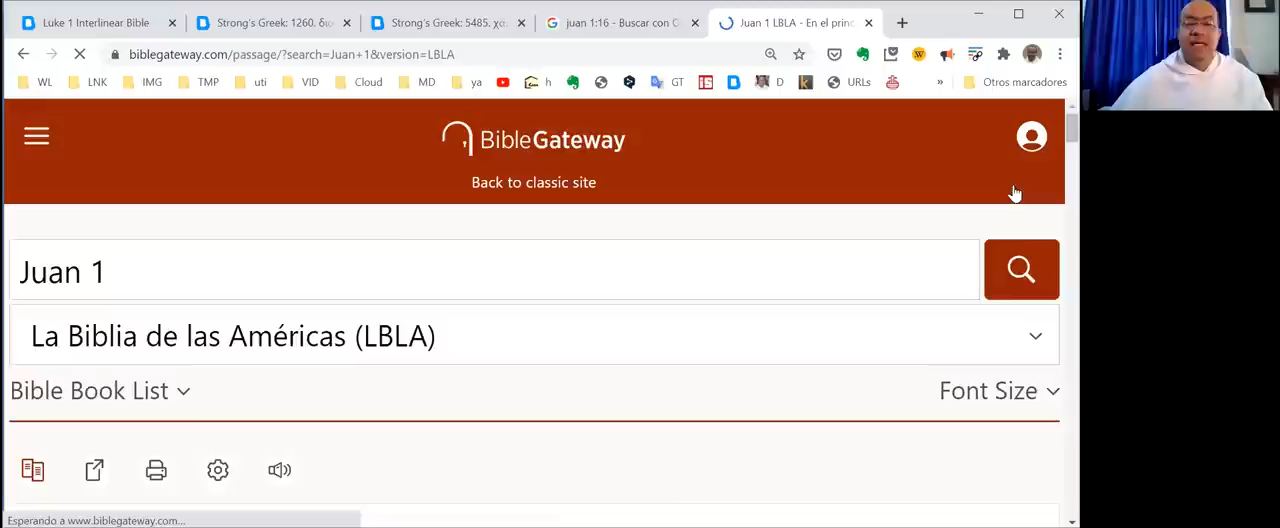 Luke 1 Interlinear Bible
Strong's Greek: 1260. διο
Strong's Greek: 5485. χά
juan 1:16 - Buscar con G
Juan 1 LBLA - En el princ
biblegateway.com/passage/?search=Juan+1&version=LBLA
WL LNK IMG TMP uti VID Cloud MD ya h GT D URLs » Otros marcadores
BibleGateway
Back to classic site
Juan 1
La Biblia de las Américas (LBLA)
Bible Book List
Font Size
Esperando a www.biblegateway.com...